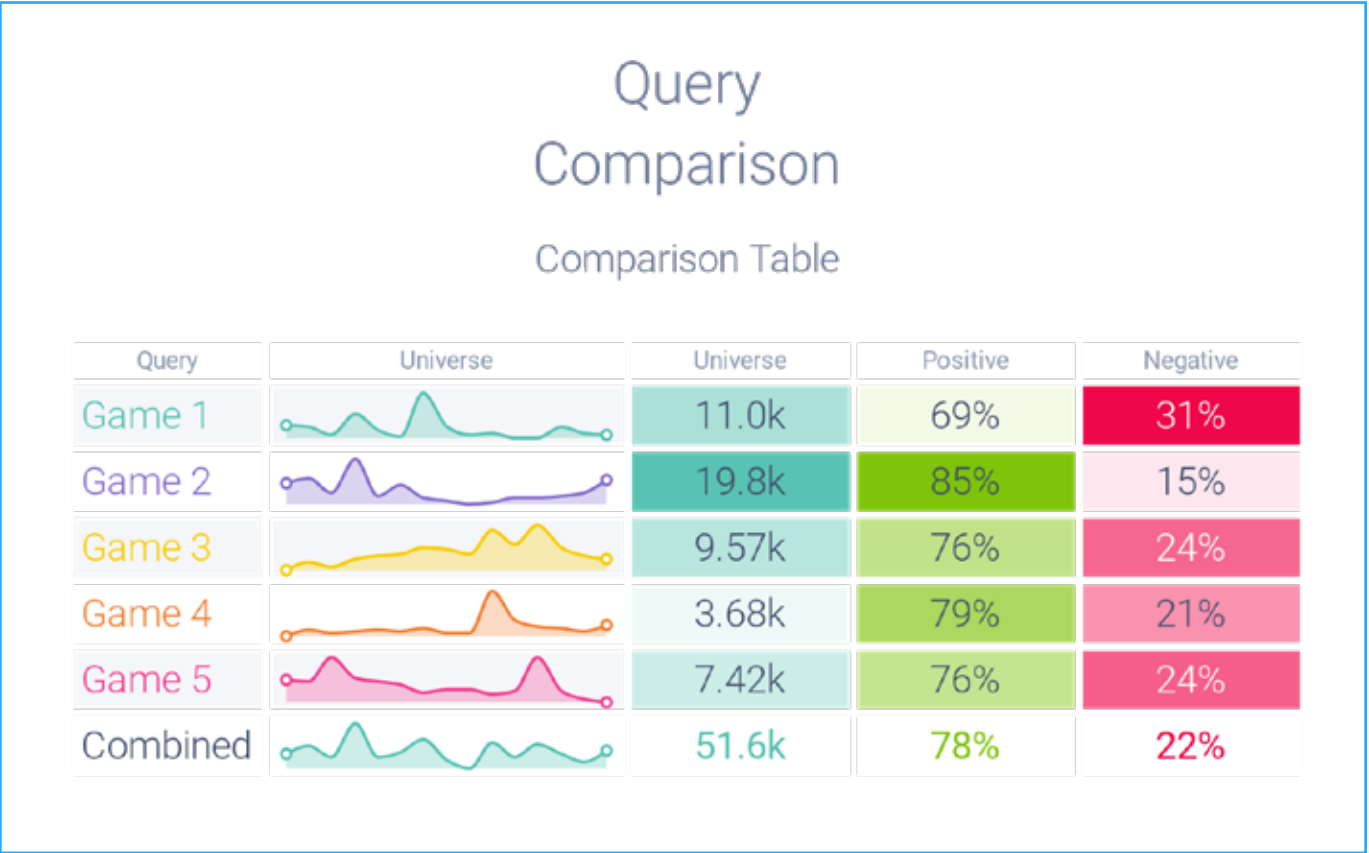 Query
Comparison
Comparison Table
Query Universe Universe Positive Negative
Game 1 11.0k 69% 31%
Game 2 19.8k 85% 15%
Game 3 9.57k 76% 24%
Game 4 3.68k 79% 21%
Game 5 7.42k 76% 24%
Combined 51.6k 78% 22%